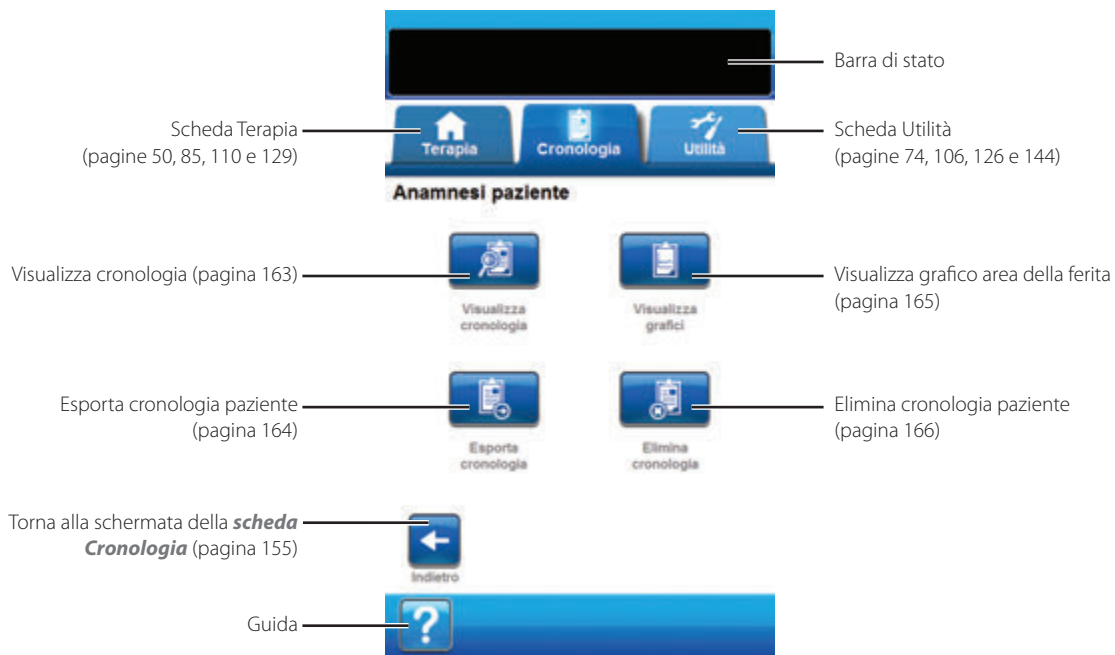 Barra di stato
Scheda Terapia
(pagine 50, 85, 110 e 129)
Terapia
Cronologia
Utilità
Scheda Utilità
(pagine 74, 106, 126 e 144)
Anamnesi paziente
Visualizza cronologia (pagina 163)
Visualizza
cronologia
Visualizza
grafici
Visualizza grafico area della ferita
(pagina 165)
Esporta cronologia paziente
(pagina 164)
Esporta
cronologia
Elimina
cronologia
Elimina cronologia paziente
(pagina 166)
Torna alla schermata della scheda
Cronologia (pagina 155)
Indietro
Guida
?